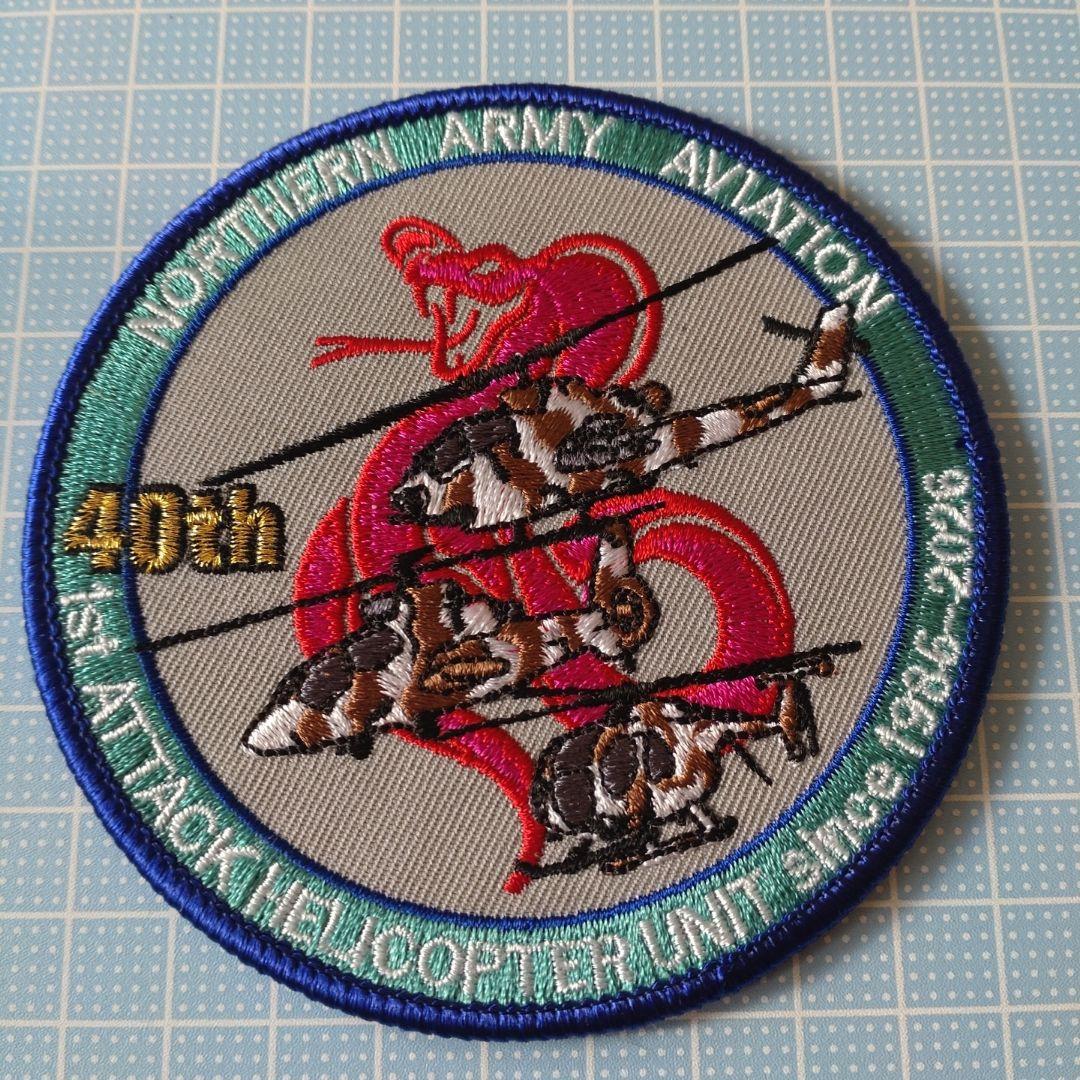 NORTHERN ARMY AVIATION
40th
1st. ATTACK HELICOPTER UNIT since 1986-2026